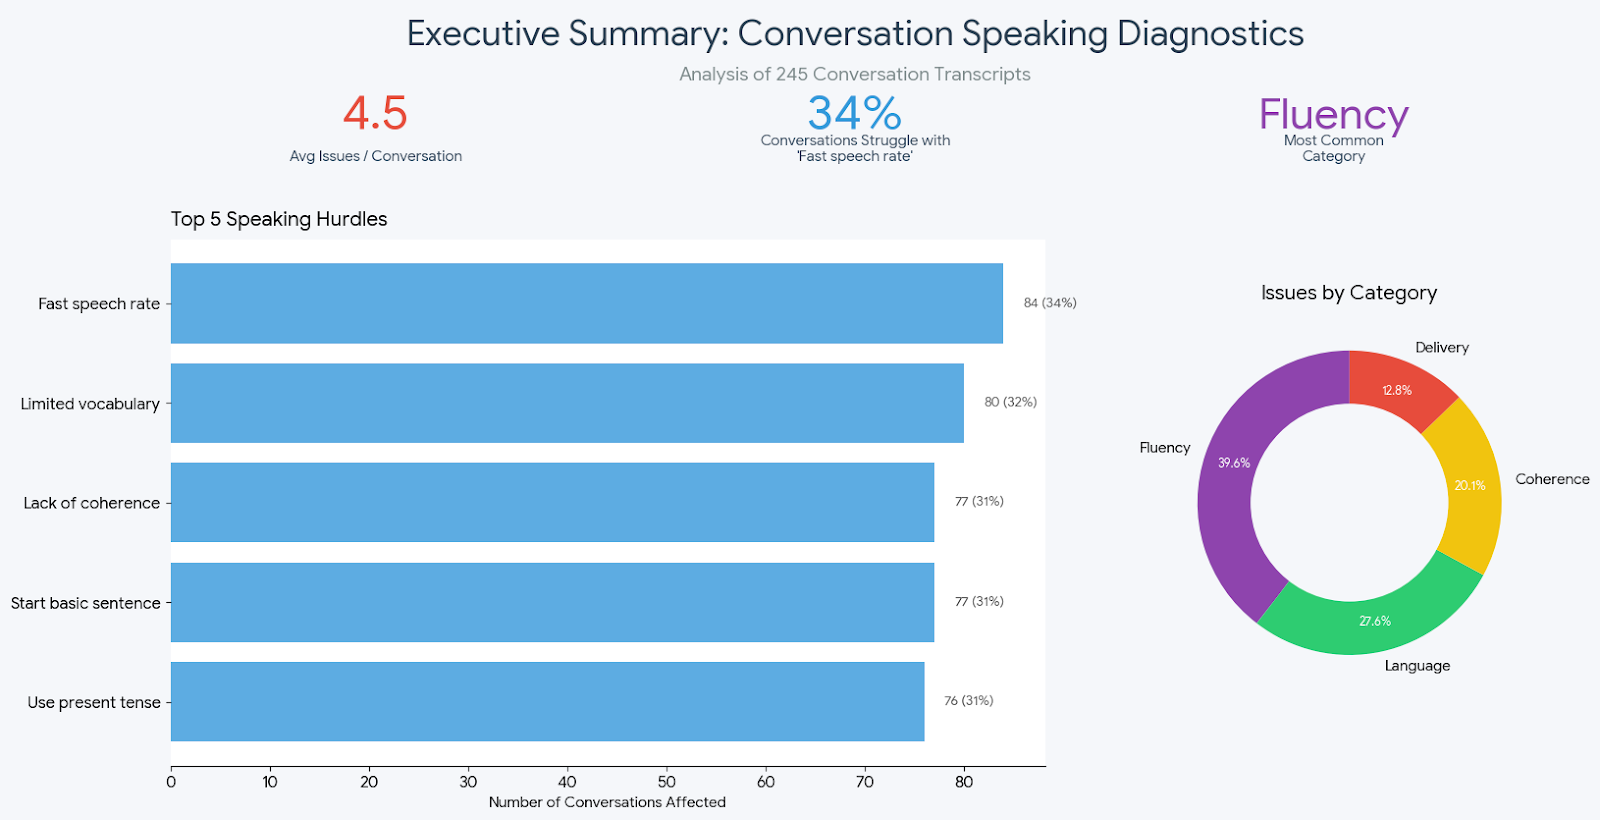 Executive Summary: Conversation Speaking Diagnostics
Analysis of 245 Conversation Transcripts
4.5
Avg Issues / Conversation
34%
Conversations Struggle with
'Fast speech rate'
Fluency
Most Common
Category
Top 5 Speaking Hurdles
Fast speech rate
84 (34%)
Limited vocabulary
80 (32%)
Lack of coherence
77 (31%)
Start basic sentence
77 (31%)
Use present tense
76 (31%)
0 10 20 30 40 50 60 70 80
Number of Conversations Affected
Issues by Category
Delivery
12.8%
Fluency
39.6%
Coherence
20.1%
27.6%
Language